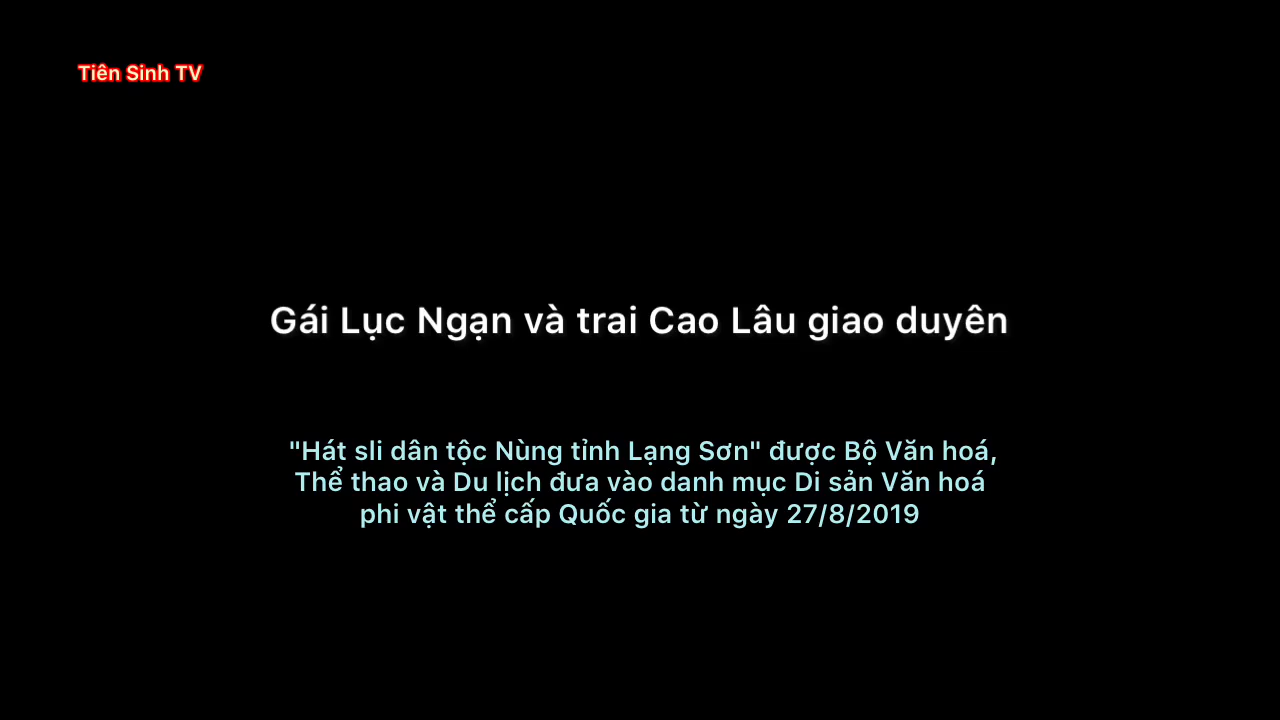 Tiên Sinh TV
Gái Lục Ngạn và trai Cao Lâu giao duyên
"Hát sli dân tộc Nùng tỉnh Lạng Sơn" được Bộ Văn hoá,
Thể thao và Du lịch đưa vào danh mục Di sản Văn hoá
phi vật thể cấp Quốc gia từ ngày 27/8/2019